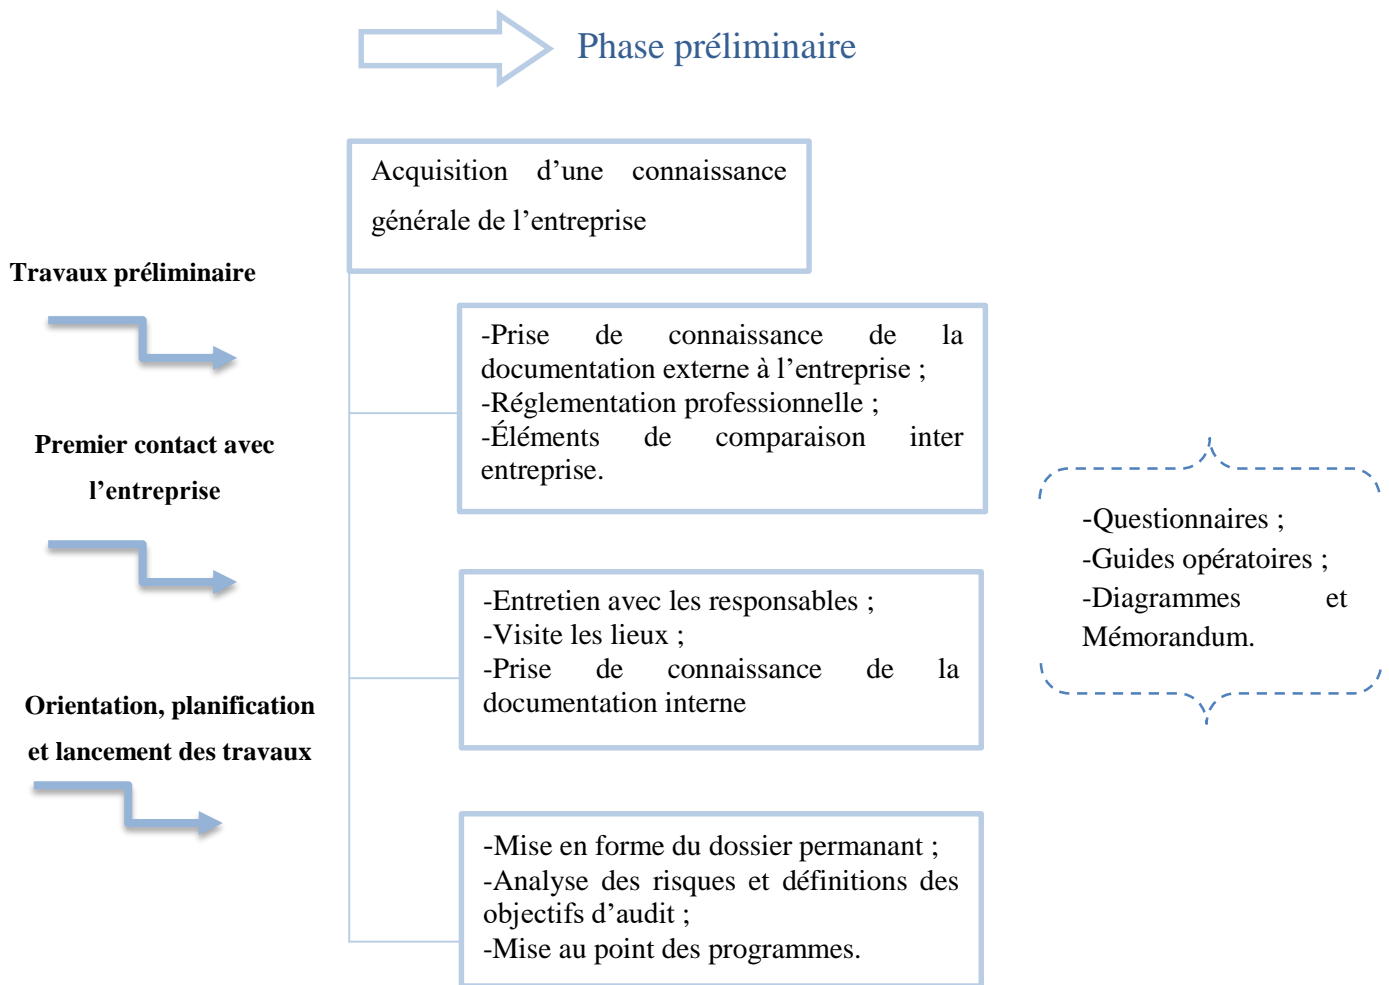 Phase préliminaire
Acquisition d’une connaissance
générale de l’entreprise
Travaux préliminaire
-Prise de connaissance de la
documentation externe à l’entreprise ;
-Réglementation professionnelle ;
-Éléments de comparaison inter
entreprise.
Premier contact avec
l’entreprise
-Entretien avec les responsables ;
-Visite les lieux ;
-Prise de connaissance de la
documentation interne
-Questionnaires ;
-Guides opératoires ;
-Diagrammes et
Mémorandum.
Orientation, planification
et lancement des travaux
-Mise en forme du dossier permanant ;
-Analyse des risques et définitions des
objectifs d’audit ;
-Mise au point des programmes.